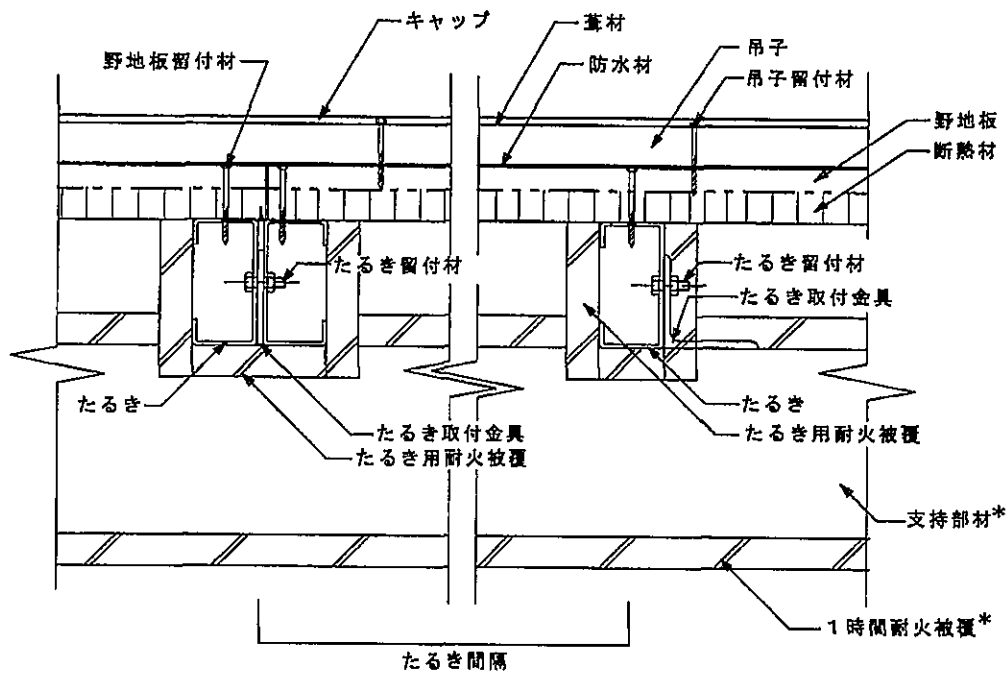 キャップ
葺材
吊子
野地板留付材
防水材
吊子留付材
野地板
断熱材
たるき留付材
たるき留付材
たるき取付金具
たるき
たるき
たるき取付金具
たるき用耐火被覆
たるき用耐火被覆
支持部材*
1時間耐火被覆*
たるき間隔